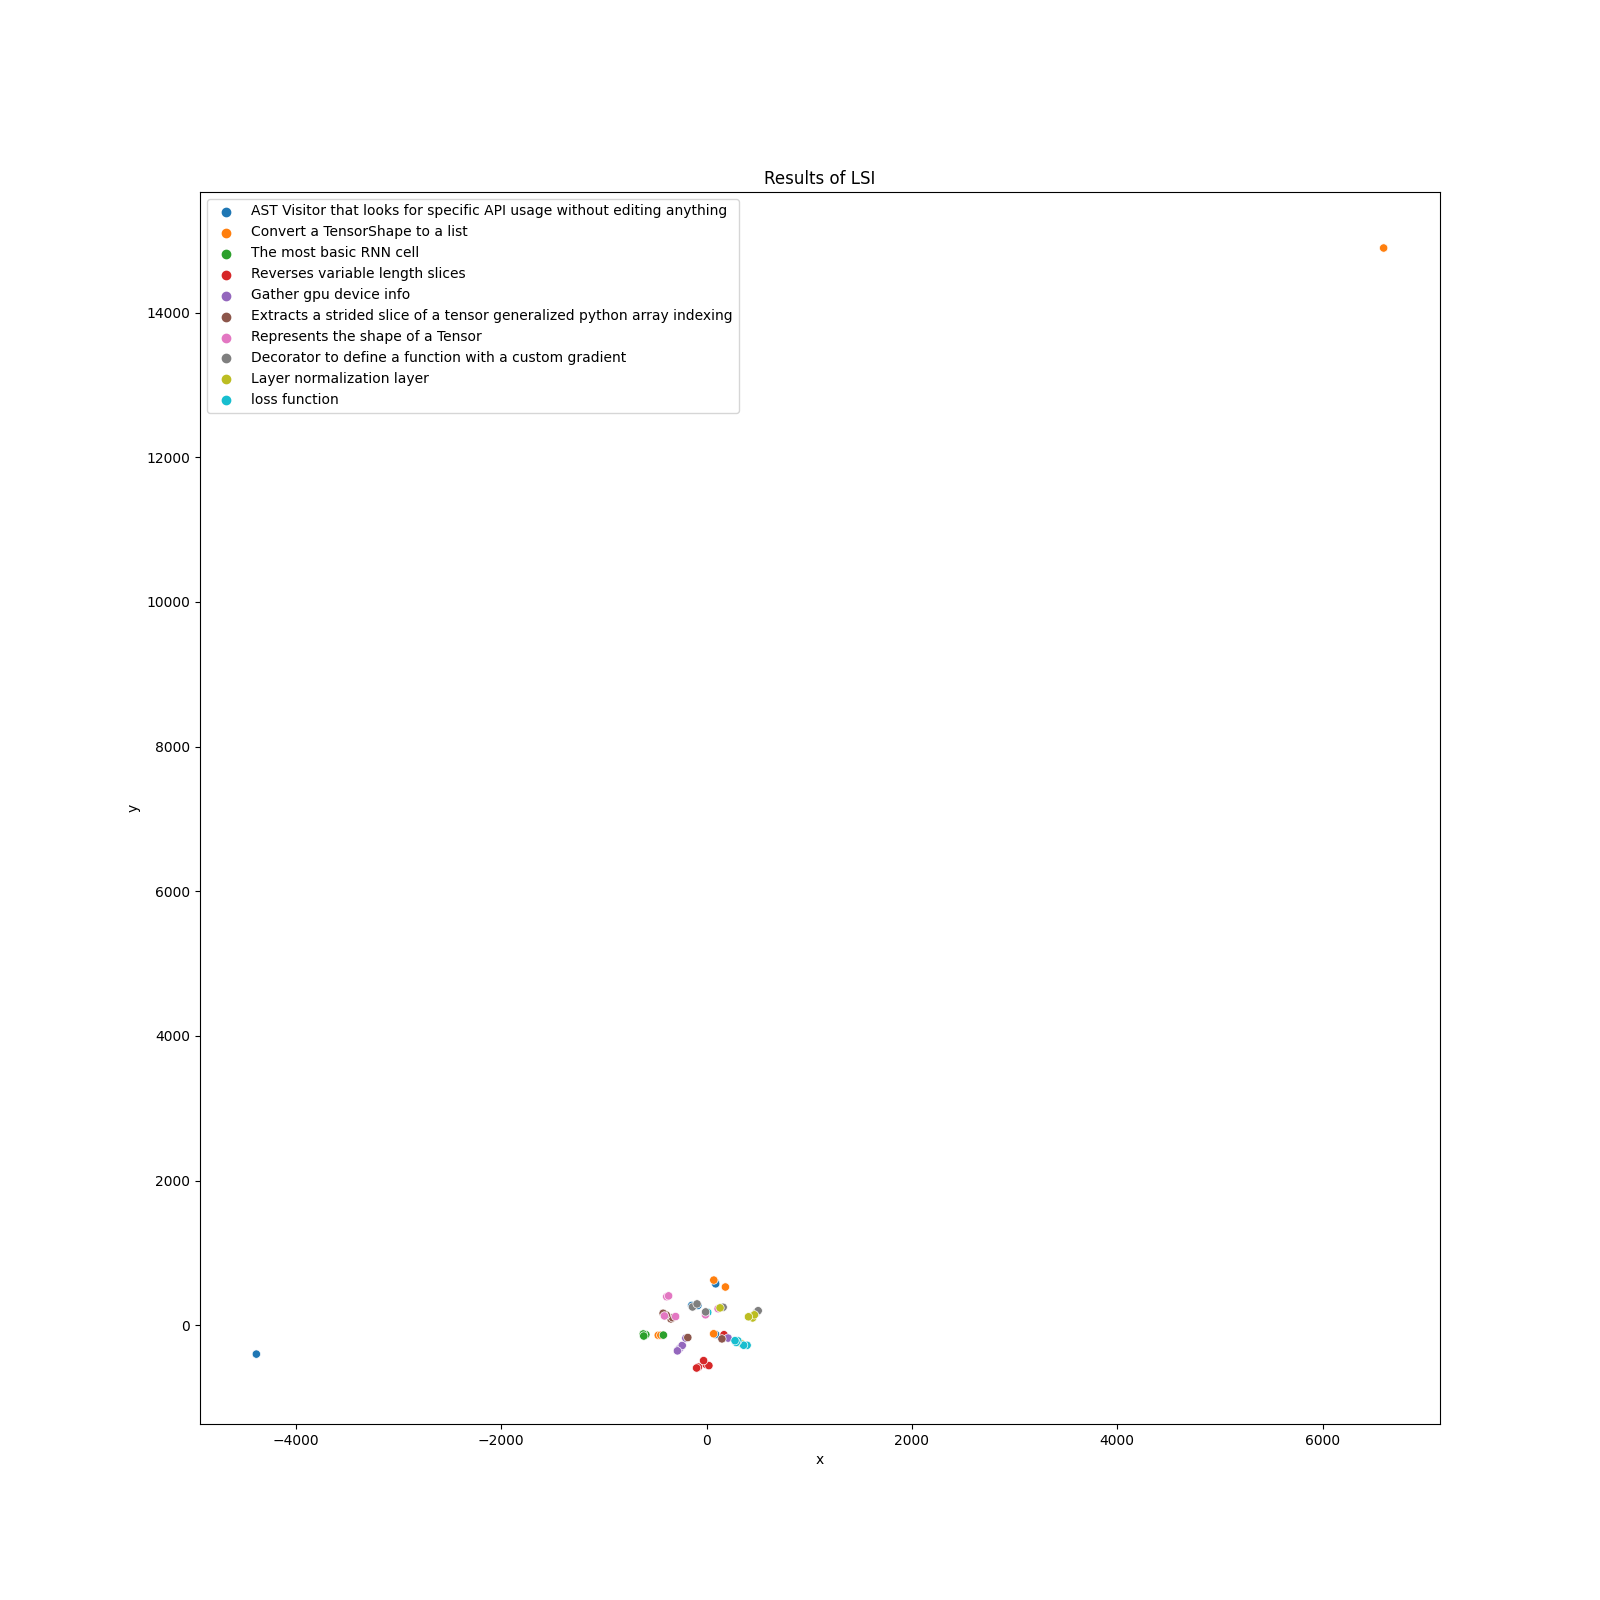 Results of LSI
AST Visitor that looks for specific API usage without editing anything
Convert a TensorShape to a list
The most basic RNN cell
Reverses variable length slices
Gather gpu device info
Extracts a strided slice of a tensor generalized python array indexing
Represents the shape of a Tensor
Decorator to define a function with a custom gradient
Layer normalization layer
loss function
14000
12000
10000
8000
6000
4000
2000
0
y
−4000 −2000 0 2000 4000 6000
x